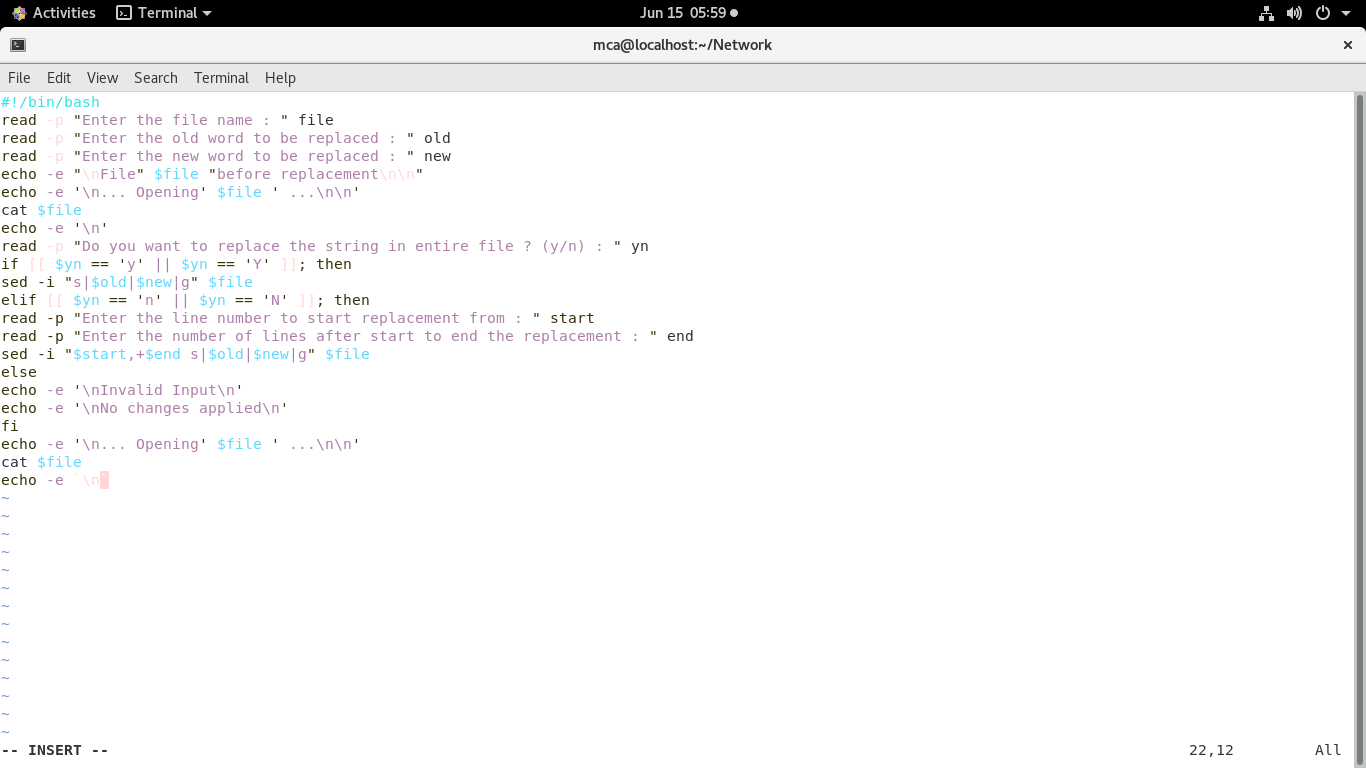 Activities Terminal Jun 15 05:59
mca@localhost:~/Network ×
File Edit View Search Terminal Help
#!/bin/bash
read -p "Enter the file name : " file
read -p "Enter the old word to be replaced : " old
read -p "Enter the new word to be replaced : " new
echo -e "\nFile" $file "before replacement\n\n"
echo -e '\n... Opening' $file ' ...\n\n'
cat $file
echo -e '\n'
read -p "Do you want to replace the string in entire file ? (y/n) : " yn
if [[ $yn == 'y' || $yn == 'Y' ]]; then
sed -i "s|$old|$new|g" $file
elif [[ $yn == 'n' || $yn == 'N' ]]; then
read -p "Enter the line number to start replacement from : " start
read -p "Enter the number of lines after start to end the replacement : " end
sed -i "$start,+$end s|$old|$new|g" $file
else
echo -e '\nInvalid Input\n'
echo -e '\nNo changes applied\n'
fi
echo -e '\n... Opening' $file ' ...\n\n'
cat $file
echo -e `\n
~
~
~
~
~
~
~
~
~
~
~
~
~
~
-- INSERT -- 22,12 All